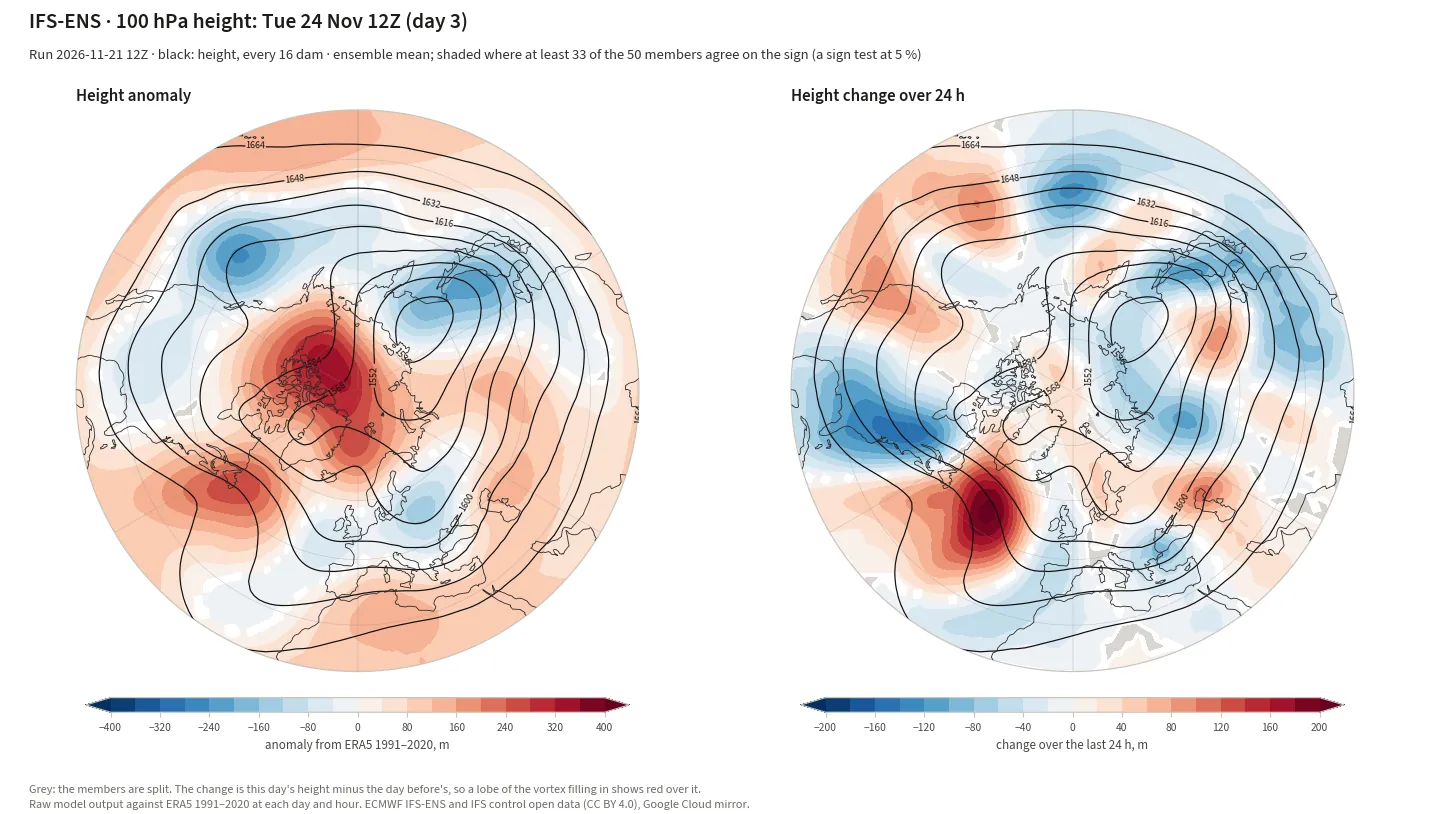 IFS-ENS · 100 hPa height: Tue 24 Nov 12Z (day 3)
Run 2026-11-21 12Z · black: height, every 16 dam · ensemble mean; shaded where at least 33 of the 50 members agree on the sign (a sign test at 5 %)
Height anomaly
Height change over 24 h
1664
1648
1632
1616
1552
1568
1600
1664
1648
1632
1616
1552
1568
1600
−400 −320 −240 −160 −80 0 80 160 240 320 400
anomaly from ERA5 1991–2020, m
−200 −160 −120 −80 −40 0 40 80 120 160 200
change over the last 24 h, m
Grey: the members are split. The change is this day's height minus the day before's, so a lobe of the vortex filling in shows red over it.
Raw model output against ERA5 1991–2020 at each day and hour. ECMWF IFS-ENS and IFS control open data (CC BY 4.0), Google Cloud mirror.